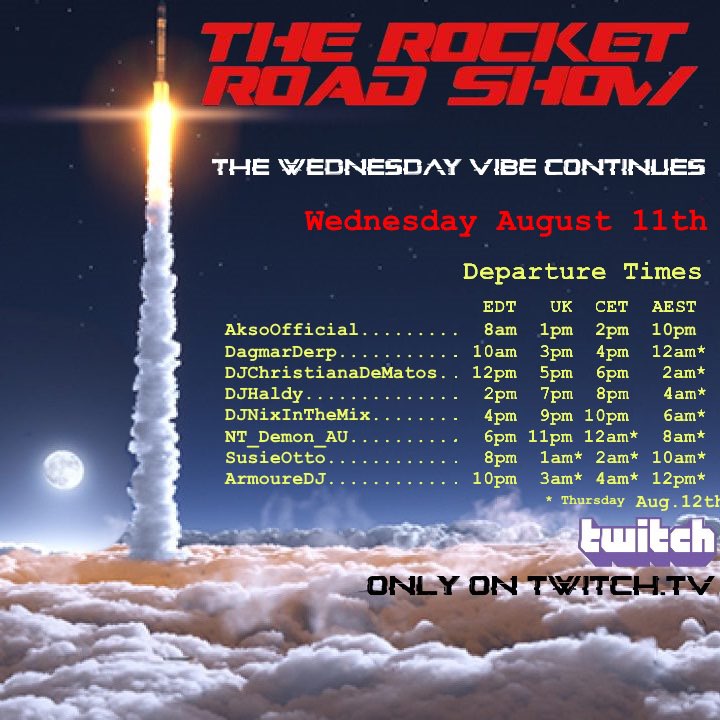 THE ROCKET
ROAD SHOW
THE WEDNESDAY VIBE CONTINUES
Wednesday August 11th
Departure Times
EDT UK CET AEST
AksoOfficial......... 8am 1pm 2pm 10pm
DagmarDerp........... 10am 3pm 4pm 12am*
DJChristianaDeMatos.. 12pm 5pm 6pm 2am*
DJHaldy.............. 2pm 7pm 8pm 4am*
DJNixInTheMix........ 4pm 9pm 10pm 6am*
NT_Demon_AU.......... 6pm 11pm 12am* 8am*
SusieOtto............ 8pm 1am* 2am* 10am*
ArmoureDJ............ 10pm 3am* 4am* 12pm*
* Thursday Aug.12th
twitch
ONLY ON TWITCH.TV